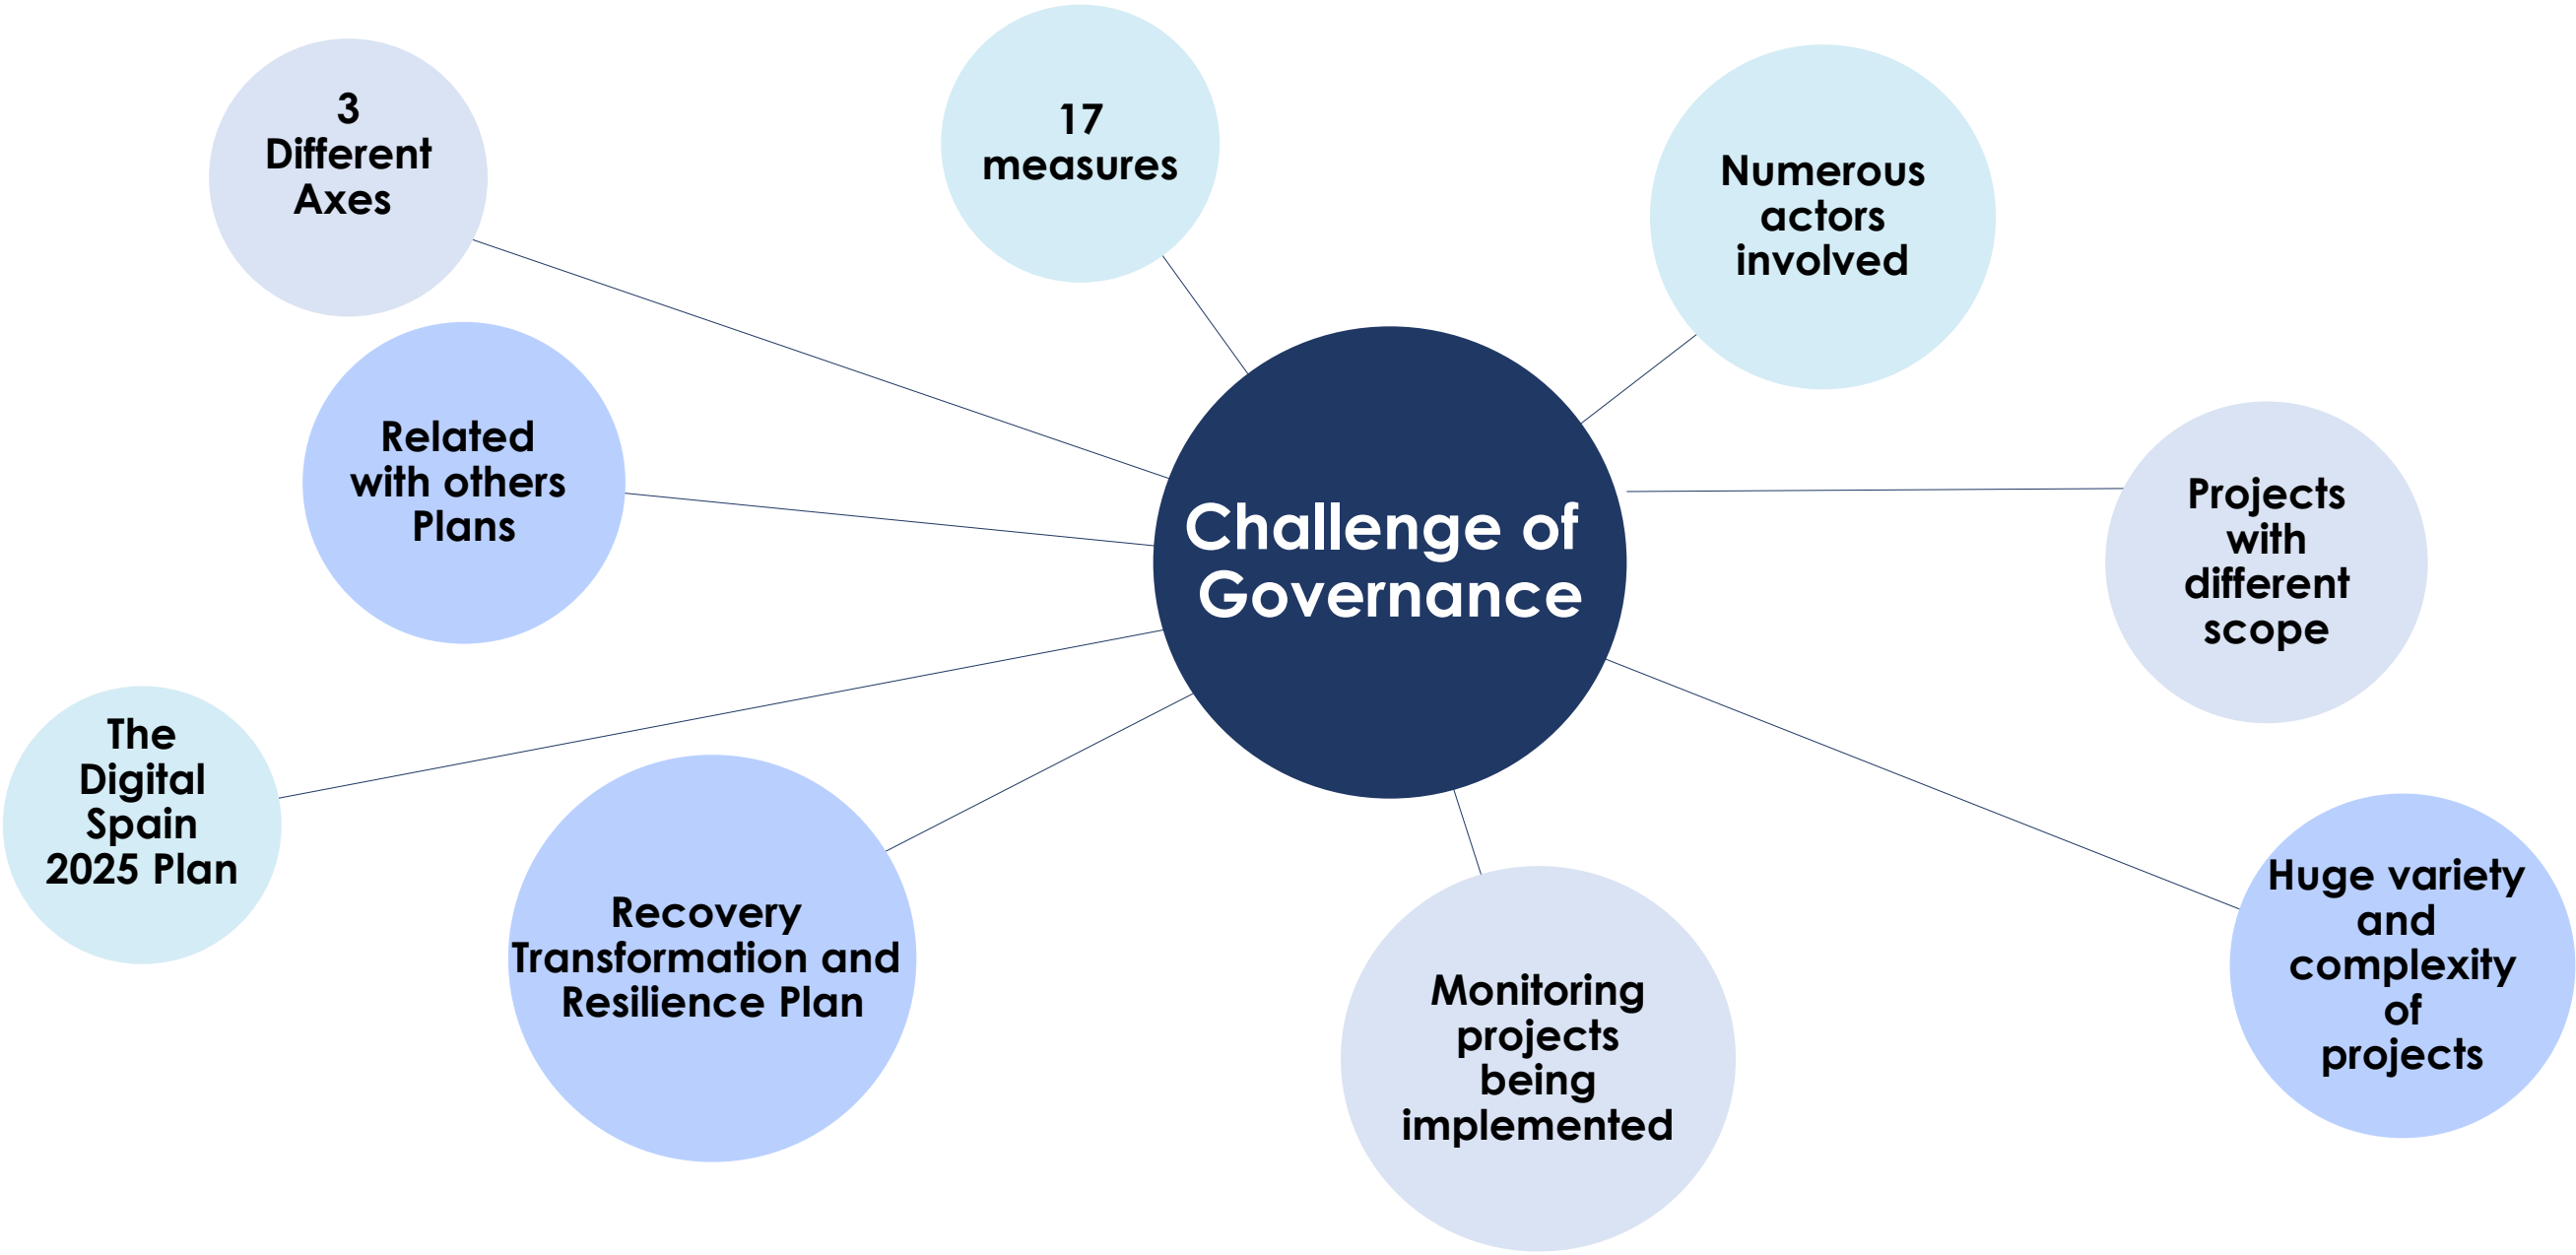 3
Different
Axes
17
measures
Numerous
actors
involved
Related
with others
Plans
Challenge of
Governance
Projects
with
different
scope
The
Digital
Spain
2025 Plan
Recovery
Transformation and
Resilience Plan
Monitoring
projects
being
implemented
Huge variety
and
complexity
of
projects